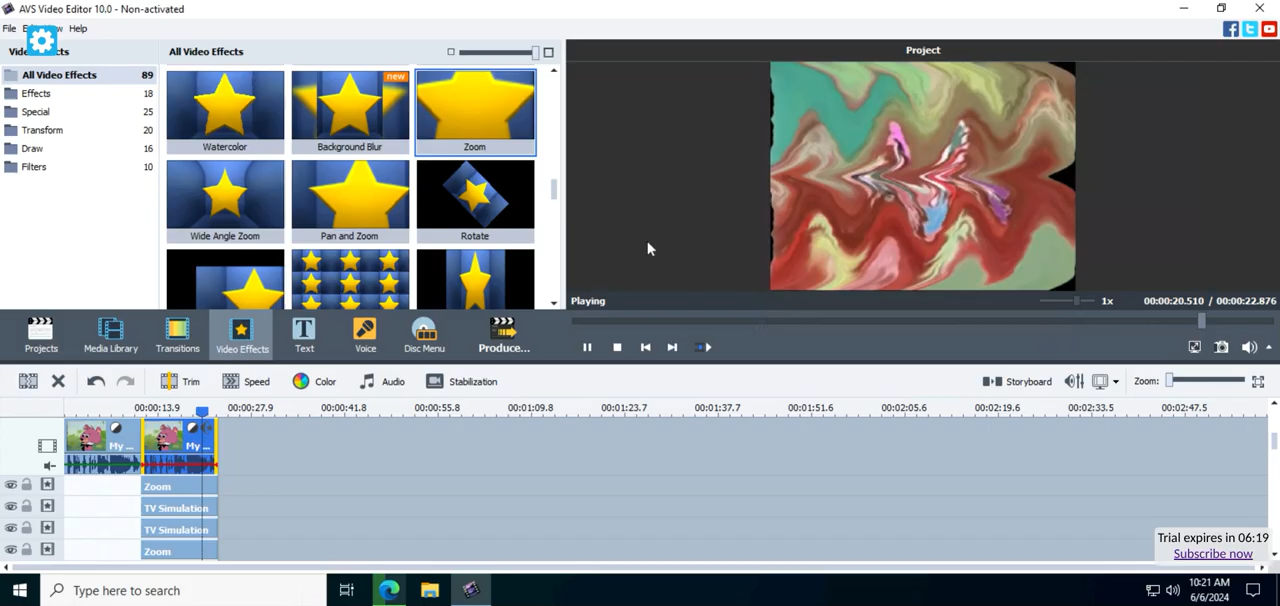 AVS Video Editor 10.0 - Non-activated
File Help
All Video Effects Project
All Video Effects 89
Effects 18
Special 25
Transform 20
Draw 16
Filters 10
new
Watercolor Background Blur Zoom
Wide Angle Zoom Pan and Zoom Rotate
Playing 1x 00:00:20.510 / 00:00:22.876
Projects Media Library Transitions Video Effects Text Voice Disc Menu Produce...
Trim Speed Color Audio Stabilization Storyboard Zoom:
00:00:13.9 00:00:27.9 00:00:41.8 00:00:55.8 00:01:09.8 00:01:23.7 00:01:37.7 00:01:51.6 00:02:05.6 00:02:19.6 00:02:33.5 00:02:47.5
My ... My ...
Zoom
TV Simulation
TV Simulation
Zoom
Trial expires in 06:19
Subscribe now
Type here to search
10:21 AM
6/6/2024